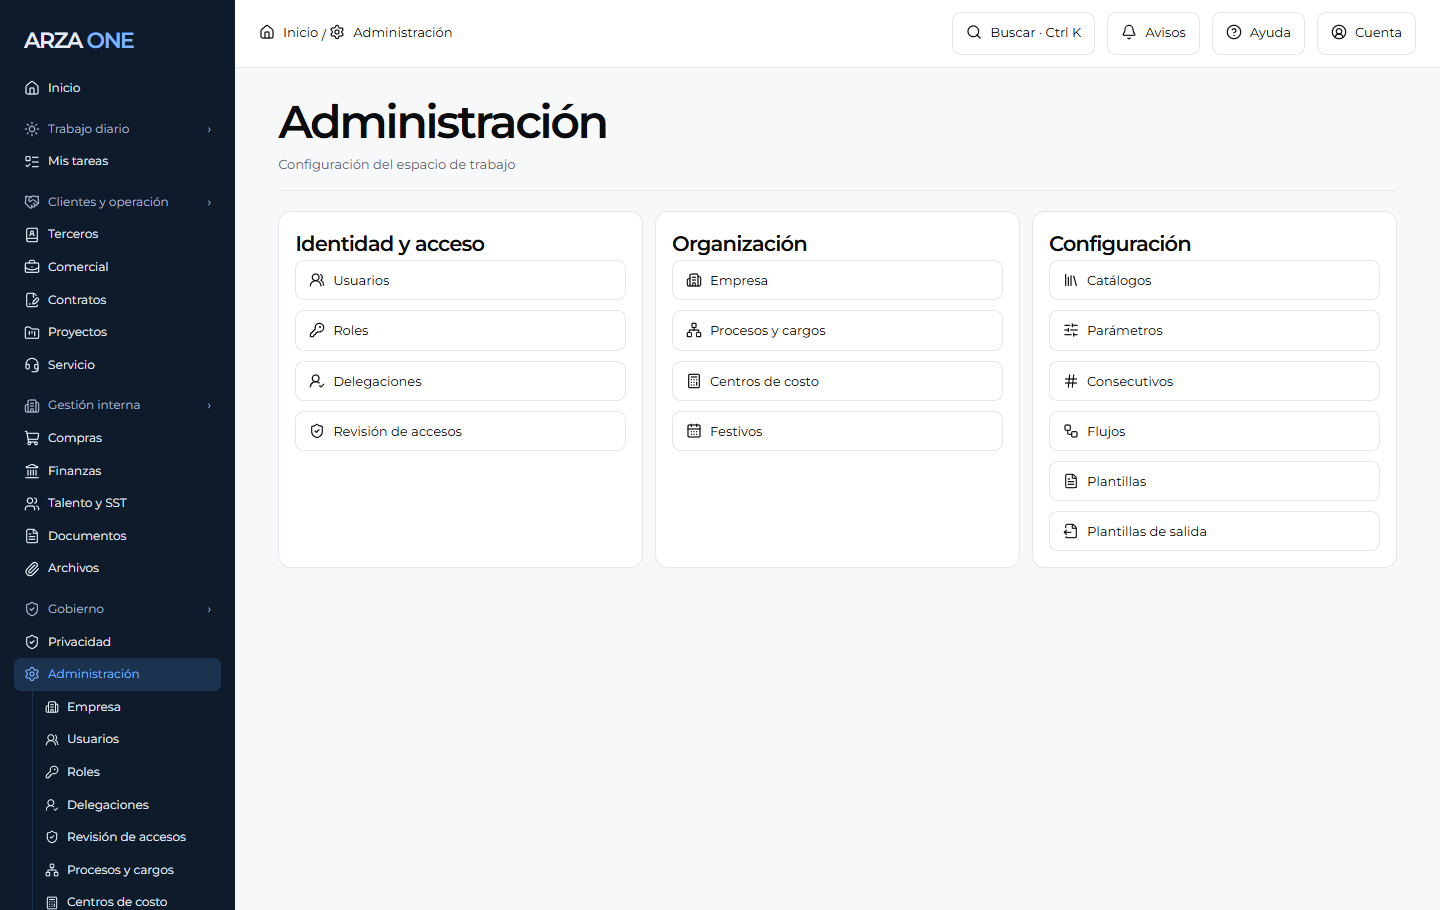 ARZA ONE
Inicio
Trabajo diario ›
Mis tareas
Clientes y operación ›
Terceros
Comercial
Contratos
Proyectos
Servicio
Gestión interna ›
Compras
Finanzas
Talento y SST
Documentos
Archivos
Gobierno ›
Privacidad
Administración
Empresa
Usuarios
Roles
Delegaciones
Revisión de accesos
Procesos y cargos
Centros de costo
Inicio / Administración
Buscar · Ctrl K
Avisos
Ayuda
Cuenta
Administración
Configuración del espacio de trabajo
Identidad y acceso
Usuarios
Roles
Delegaciones
Revisión de accesos
Organización
Empresa
Procesos y cargos
Centros de costo
Festivos
Configuración
Catálogos
Parámetros
Consecutivos
Flujos
Plantillas
Plantillas de salida